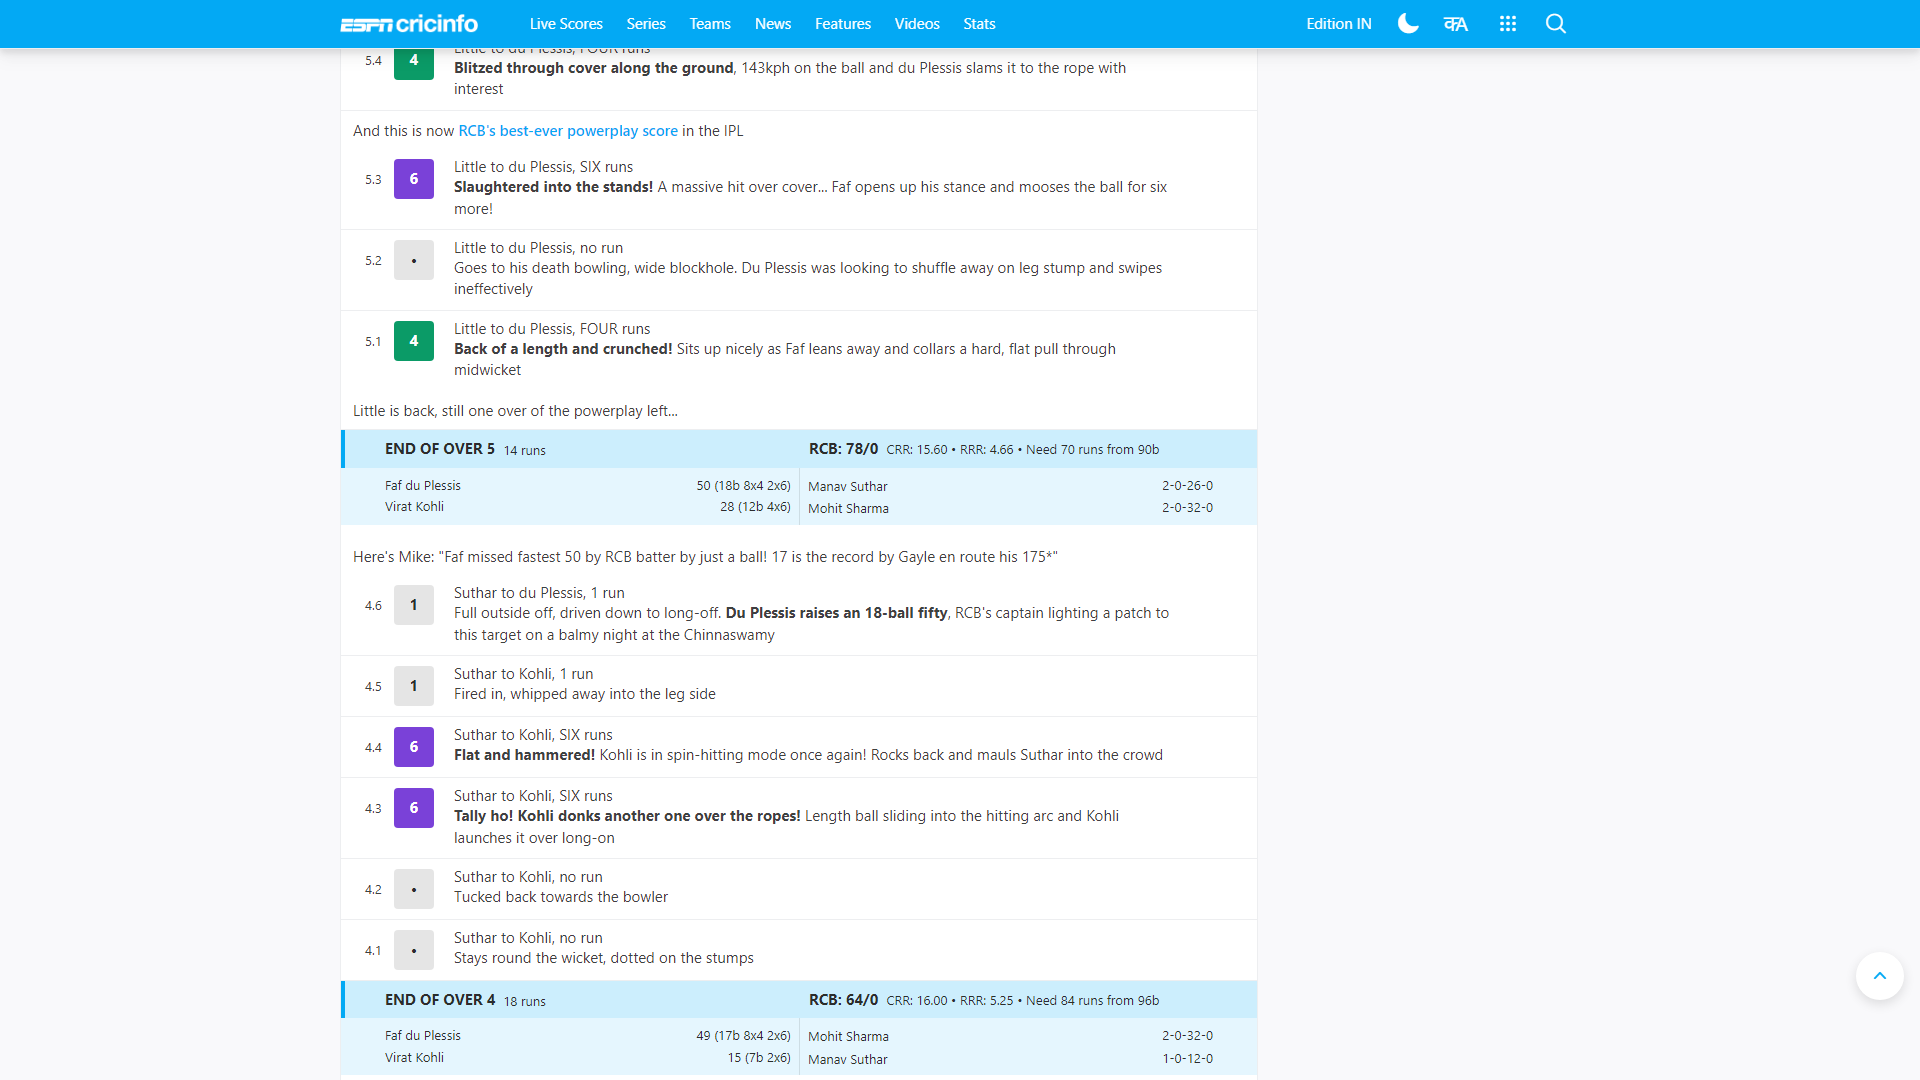 ESPN cricinfo Live Scores Series Teams News Features Videos Stats Edition IN कA
Little to du Plessis, FOUR runs
5.4 4 Blitzed through cover along the ground, 143kph on the ball and du Plessis slams it to the rope with
interest
And this is now RCB's best-ever powerplay score in the IPL
Little to du Plessis, SIX runs
5.3 6 Slaughtered into the stands! A massive hit over cover... Faf opens up his stance and mooses the ball for six
more!
Little to du Plessis, no run
5.2 • Goes to his death bowling, wide blockhole. Du Plessis was looking to shuffle away on leg stump and swipes
ineffectively
Little to du Plessis, FOUR runs
5.1 4 Back of a length and crunched! Sits up nicely as Faf leans away and collars a hard, flat pull through
midwicket
Little is back, still one over of the powerplay left...
END OF OVER 5 14 runs RCB: 78/0 CRR: 15.60 • RRR: 4.66 • Need 70 runs from 90b
Faf du Plessis 50 (18b 8x4 2x6) Manav Suthar 2-0-26-0
Virat Kohli 28 (12b 4x6) Mohit Sharma 2-0-32-0
Here's Mike: "Faf missed fastest 50 by RCB batter by just a ball! 17 is the record by Gayle en route his 175*"
Suthar to du Plessis, 1 run
4.6 1 Full outside off, driven down to long-off. Du Plessis raises an 18-ball fifty, RCB's captain lighting a patch to
this target on a balmy night at the Chinnaswamy
Suthar to Kohli, 1 run
4.5 1 Fired in, whipped away into the leg side
Suthar to Kohli, SIX runs
4.4 6 Flat and hammered! Kohli is in spin-hitting mode once again! Rocks back and mauls Suthar into the crowd
Suthar to Kohli, SIX runs
4.3 6 Tally ho! Kohli donks another one over the ropes! Length ball sliding into the hitting arc and Kohli
launches it over long-on
Suthar to Kohli, no run
4.2 • Tucked back towards the bowler
Suthar to Kohli, no run
4.1 • Stays round the wicket, dotted on the stumps
END OF OVER 4 18 runs RCB: 64/0 CRR: 16.00 • RRR: 5.25 • Need 84 runs from 96b
Faf du Plessis 49 (17b 8x4 2x6) Mohit Sharma 2-0-32-0
Virat Kohli 15 (7b 2x6) Manav Suthar 1-0-12-0